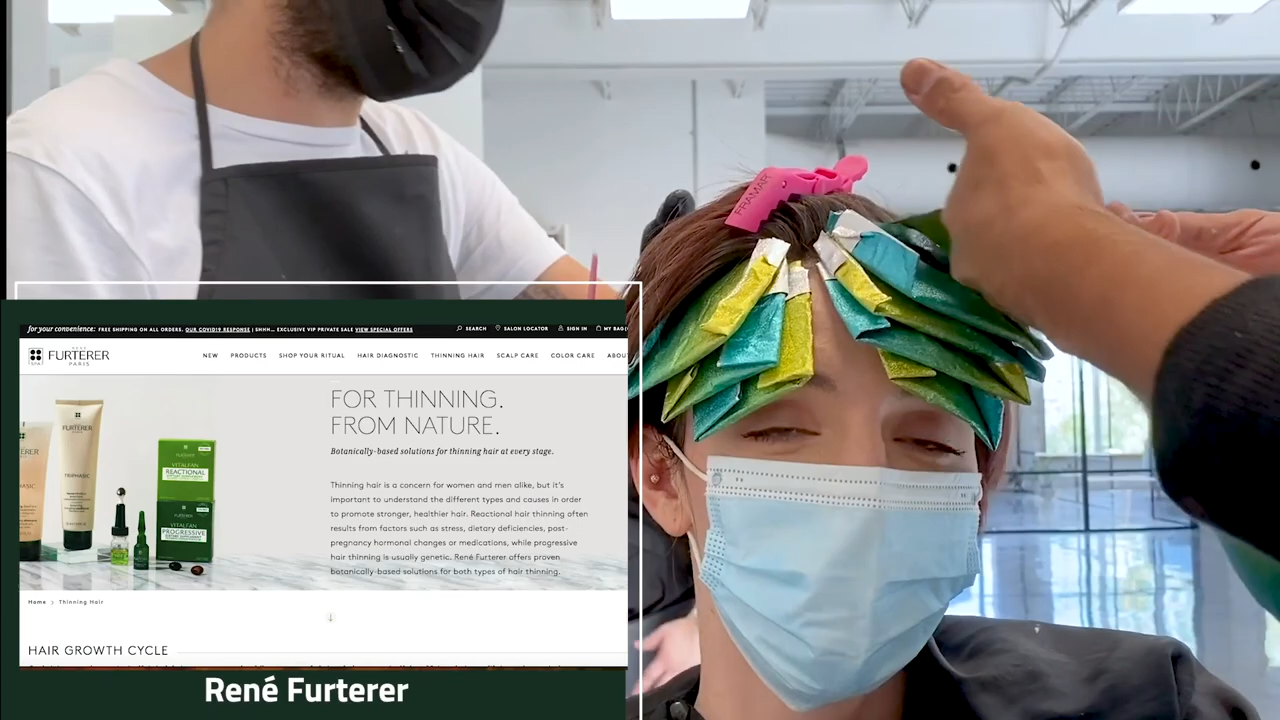 FRAMAR
for your convenience: FREE SHIPPING ON ALL ORDERS. OUR COVID19 RESPONSE | SHHH... EXCLUSIVE VIP PRIVATE SALE VIEW SPECIAL OFFERS
SEARCH SALON LOCATOR SIGN IN MY BAG(
RENE
FURTERER
PARIS
SPA
NEW PRODUCTS SHOP YOUR RITUAL HAIR DIAGNOSTIC THINNING HAIR SCALP CARE COLOR CARE ABOU
FOR THINNING.
FROM NATURE.
Botanically-based solutions for thinning hair at every stage.
Thinning hair is a concern for women and men alike, but it's
important to understand the different types and causes in order
to promote stronger, healthier hair. Reactional hair thinning often
results from factors such as stress, dietary deficiencies, post-
pregnancy hormonal changes or medications, while progressive
hair thinning is usually genetic. René Furterer offers proven
botanically-based solutions for both types of hair thinning.
FURTERER
TRIPHASIC
VITALFAN
REACTIONAL
VITALFAN
PROGRESSIVE
Home > Thinning Hair
HAIR GROWTH CYCLE
René Furterer